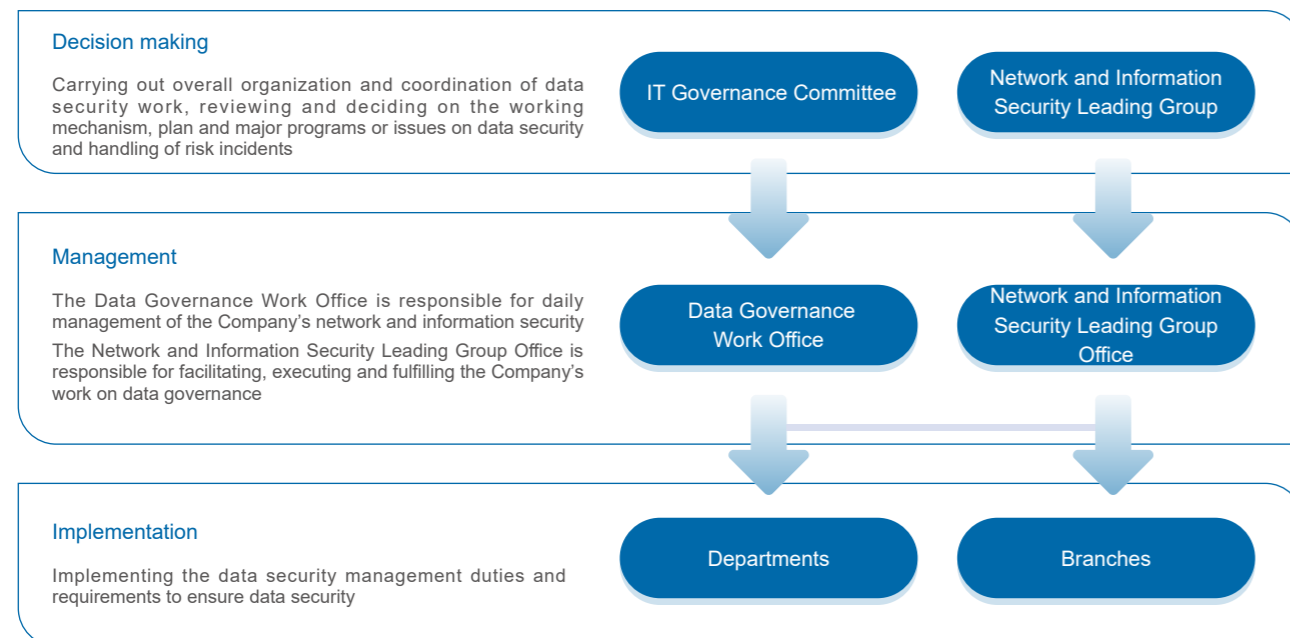 Decision making
Carrying out overall organization and coordination of data
security work, reviewing and deciding on the working
mechanism, plan and major programs or issues on data security
and handling of risk incidents
IT Governance Committee
Network and Information
Security Leading Group
Management
The Data Governance Work Office is responsible for daily
management of the Company’s network and information security
The Network and Information Security Leading Group Office is
responsible for facilitating, executing and fulfilling the Company’s
work on data governance
Data Governance
Work Office
Network and Information
Security Leading Group
Office
Implementation
Implementing the data security management duties and
requirements to ensure data security
Departments
Branches